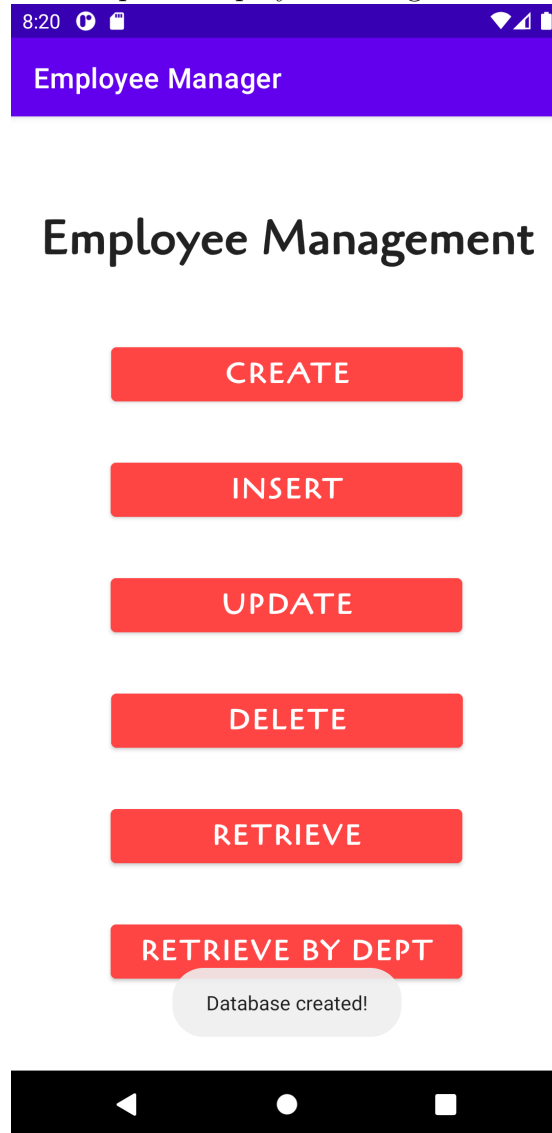 8:20
Employee Manager
Employee Management
CREATE
INSERT
UPDATE
DELETE
RETRIEVE
RETRIEVE BY DEPT
Database created!